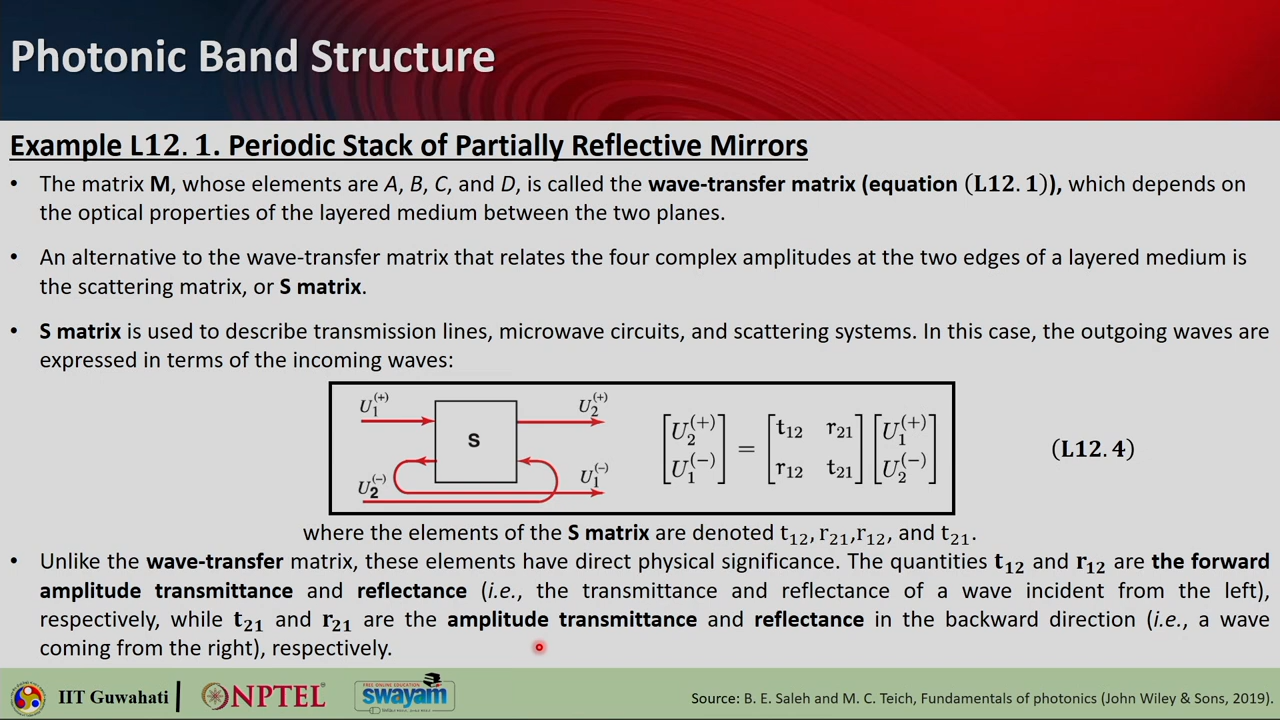 Photonic Band Structure
Example L12.1. Periodic Stack of Partially Reflective Mirrors
• The matrix M, whose elements are A, B, C, and D, is called the wave-transfer matrix (equation (L12.1)), which depends on
the optical properties of the layered medium between the two planes.
• An alternative to the wave-transfer matrix that relates the four complex amplitudes at the two edges of a layered medium is
the scattering matrix, or S matrix.
• S matrix is used to describe transmission lines, microwave circuits, and scattering systems. In this case, the outgoing waves are
expressed in terms of the incoming waves:
U₁⁽⁺⁾ U₂⁽⁺⁾
S
U₂⁽⁻⁾ U₁⁽⁻⁾
[U₂⁽⁺⁾ U₁⁽⁻⁾] = [t₁₂ r₂₁ r₁₂ t₂₁] [U₁⁽⁺⁾ U₂⁽⁻⁾] (L12.4)
where the elements of the S matrix are denoted t₁₂, r₂₁,r₁₂, and t₂₁.
• Unlike the wave-transfer matrix, these elements have direct physical significance. The quantities t₁₂ and r₁₂ are the forward
amplitude transmittance and reflectance (i.e., the transmittance and reflectance of a wave incident from the left),
respectively, while t₂₁ and r₂₁ are the amplitude transmittance and reflectance in the backward direction (i.e., a wave
coming from the right), respectively.
IIT Guwahati | NPTEL FREE ONLINE EDUCATION swayam
Source: B. E. Saleh and M. C. Teich, Fundamentals of photonics,(John Wiley & Sons, 2019).